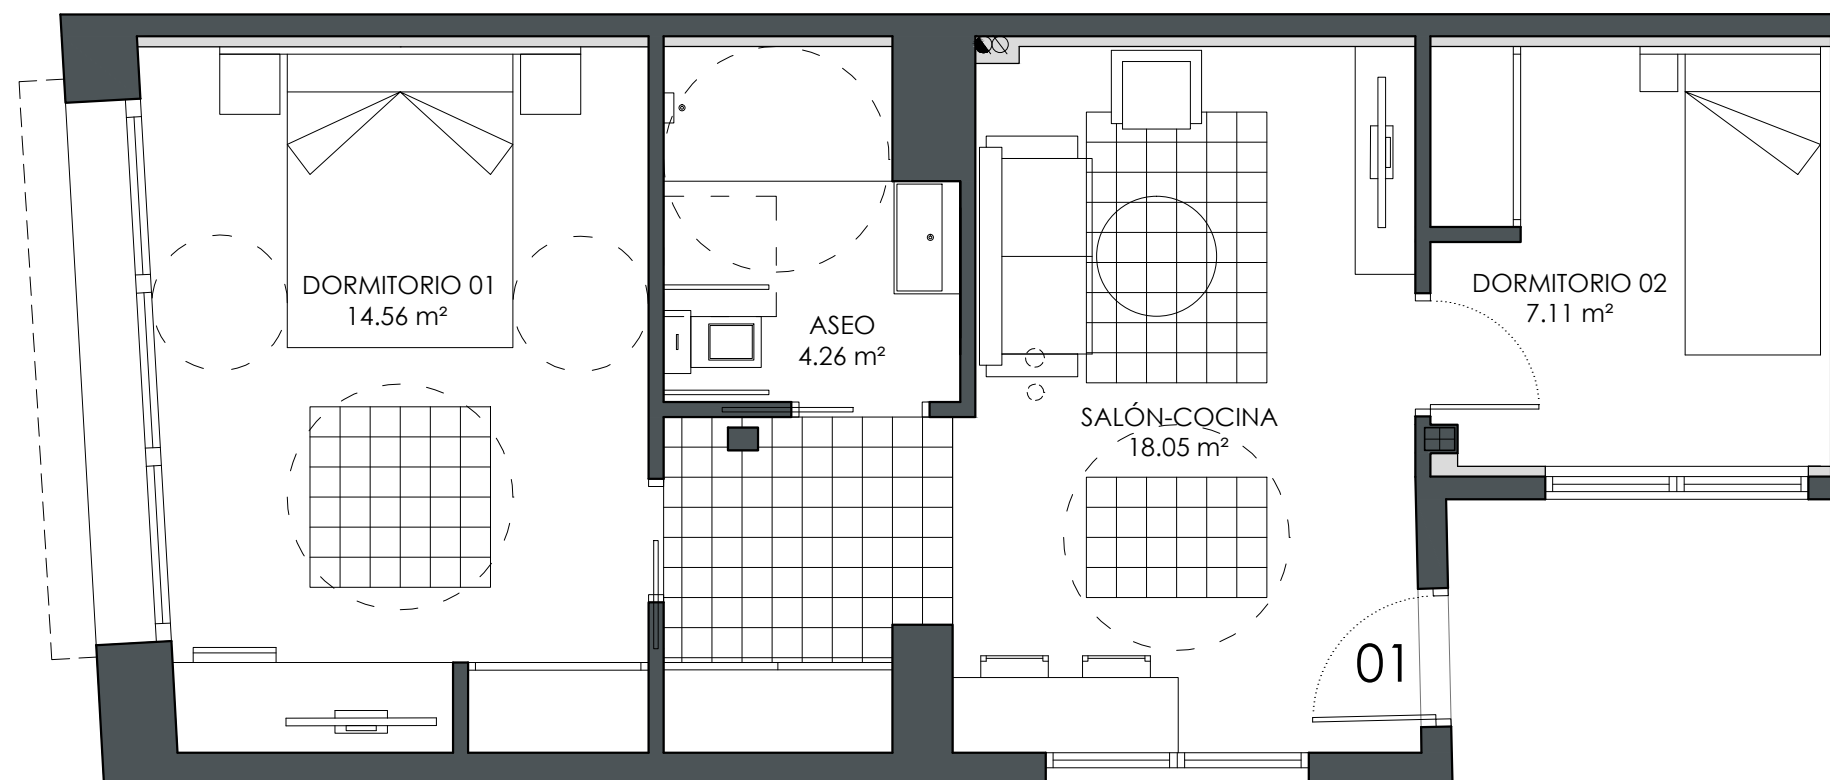 DORMITORIO 01
14.56 m²
ASEO
4.26 m²
SALÓN-COCINA
18.05 m²
DORMITORIO 02
7.11 m²
01